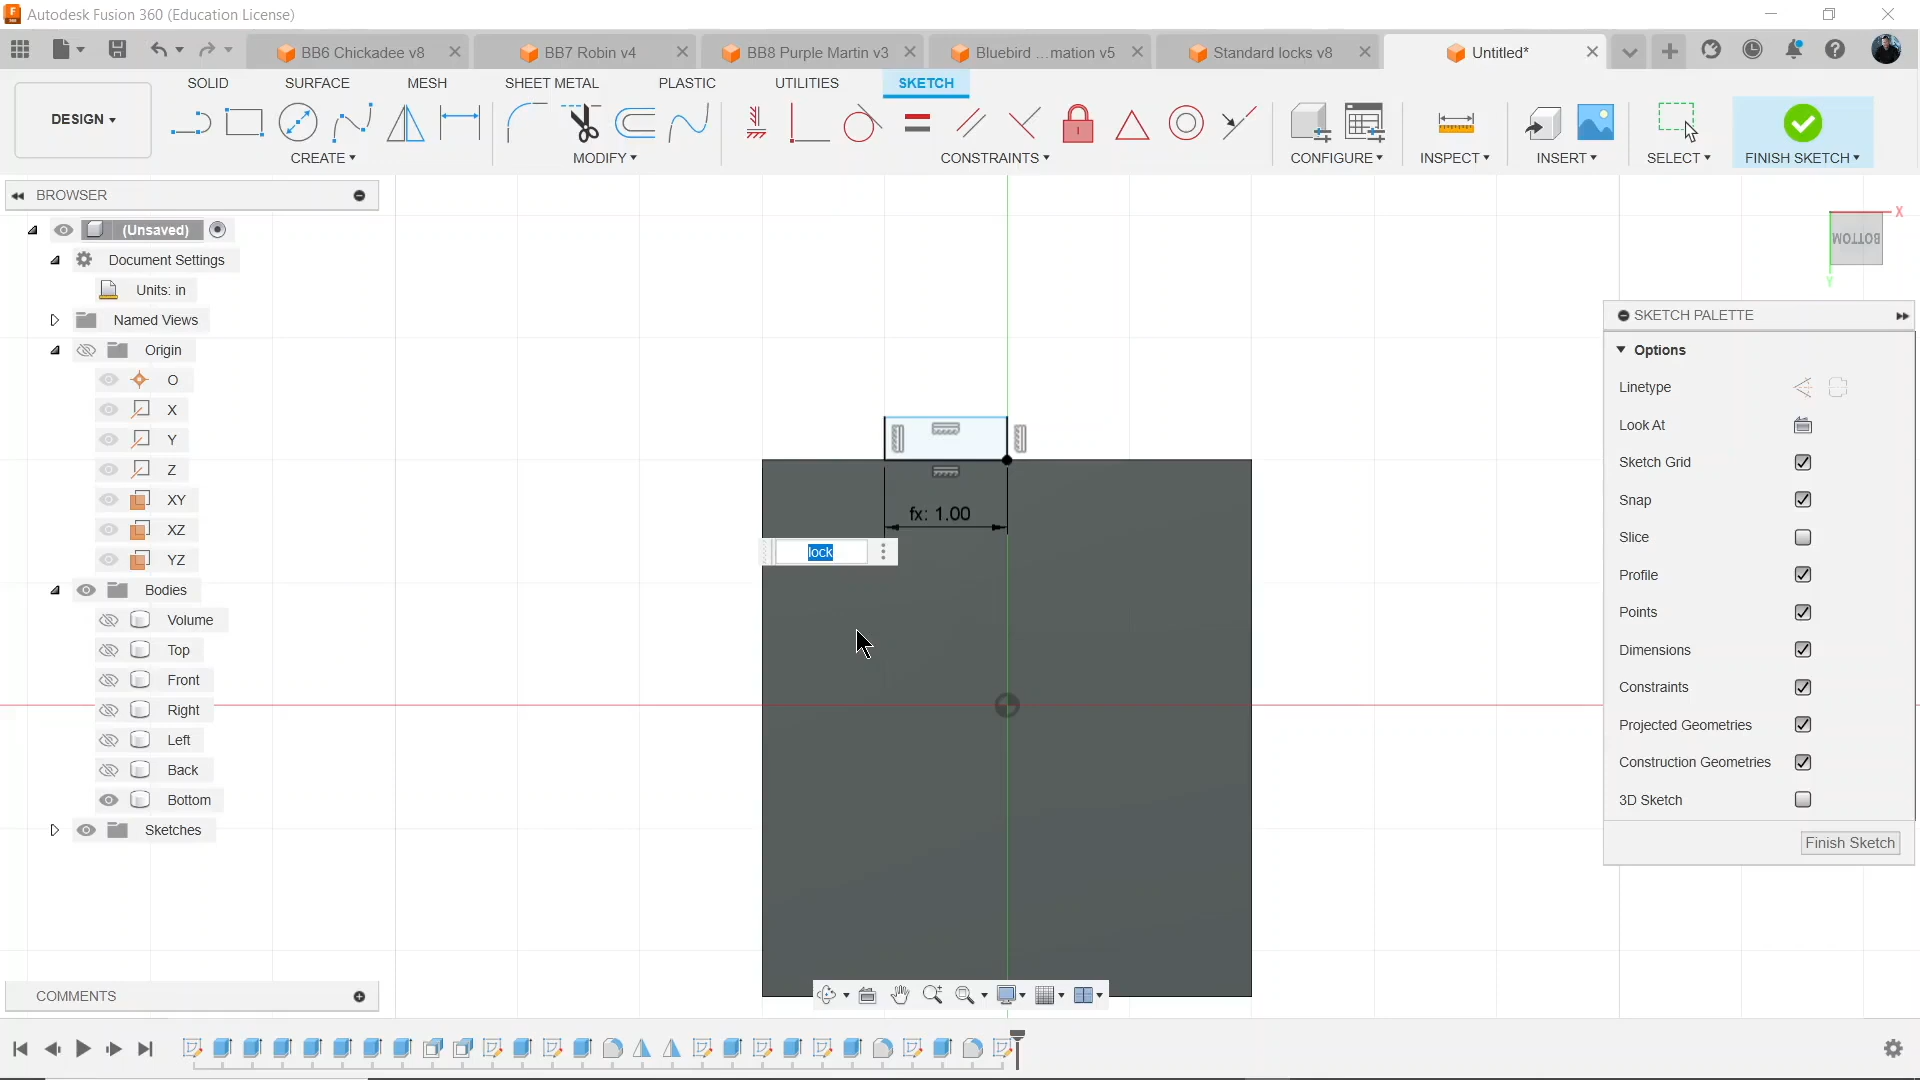 Autodesk Fusion 360 (Education License)
BB6 Chickadee v8
BB7 Robin v4
BB8 Purple Martin v3
Bluebird ...mation v5
Standard locks v8
Untitled*
DESIGN
SOLID
SURFACE
MESH
SHEET METAL
PLASTIC
UTILITIES
SKETCH
CREATE
MODIFY
CONSTRAINTS
CONFIGURE
INSPECT
INSERT
SELECT
FINISH SKETCH
BROWSER
(Unsaved)
Document Settings
Units: in
Named Views
Origin
O
X
Y
Z
XY
XZ
YZ
Bodies
Volume
Top
Front
Right
Left
Back
Bottom
Sketches
fx: 1.00
lock
X
BOTTOM
Y
SKETCH PALETTE
Options
Linetype
Look At
Sketch Grid
Snap
Slice
Profile
Points
Dimensions
Constraints
Projected Geometries
Construction Geometries
3D Sketch
Finish Sketch
COMMENTS